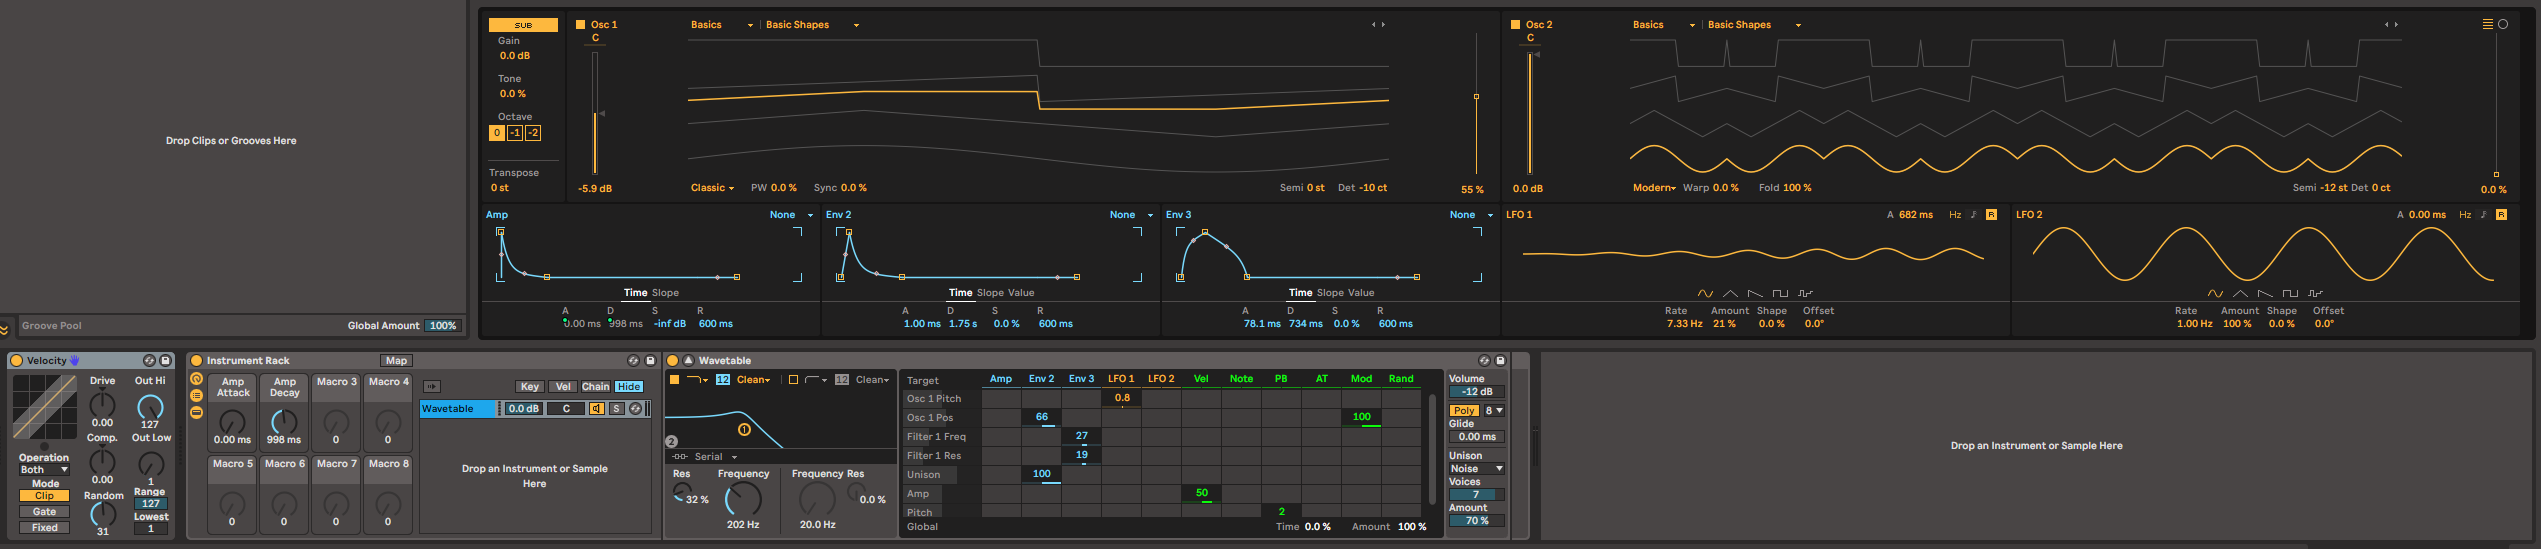 SUB
Gain
0.0 dB
Tone
0.0 %
Octave
0 -1 -2
Transpose
0 st
Osc 1
C
-5.9 dB
Basics Basic Shapes
Classic PW 0.0 % Sync 0.0 % Semi 0 st Det -10 ct
55 %
Osc 2
C
0.0 dB
Basics Basic Shapes
Modern Warp 0.0 % Fold 100 % Semi -12 st Det 0 ct
0.0 %
Drop Clips or Grooves Here
Groove Pool Global Amount 100%
Amp None
Time Slope
A D S R
0.00 ms 998 ms -inf dB 600 ms
Env 2 None
Time Slope Value
A D S R
1.00 ms 1.75 s 0.0 % 600 ms
Env 3 None
Time Slope Value
A D S R
78.1 ms 734 ms 0.0 % 600 ms
LFO 1 A 682 ms Hz R
Rate Amount Shape Offset
7.33 Hz 21 % 0.0 % 0.0°
LFO 2 A 0.00 ms Hz R
Rate Amount Shape Offset
1.00 Hz 100 % 0.0 % 0.0°
Velocity
Drive Out Hi
0.00 127
Comp. Out Low
0.00 1
Operation
Both
Mode
Clip
Gate
Fixed
Random
31
Range
127
Lowest
1
Instrument Rack Map
Amp Attack Amp Decay Macro 3 Macro 4
0.00 ms 998 ms 0 0
Macro 5 Macro 6 Macro 7 Macro 8
0 0 0 0
Key Vel Chain Hide
Wavetable 0.0 dB C S
Drop an Instrument or Sample
Here
Wavetable
12 Clean 12 Clean
1
2
Serial
Res Frequency Frequency Res
32 % 202 Hz 20.0 Hz 0.0 %
Target Amp Env 2 Env 3 LFO 1 LFO 2 Vel Note PB AT Mod Rand
Osc 1 Pitch 0.8
Osc 1 Pos 66 100
Filter 1 Freq 27
Filter 1 Res 19
Unison 100
Amp 50
Pitch 2
Global Time 0.0 % Amount 100 %
Volume
-12 dB
Poly 8
Glide
0.00 ms
Unison
Noise
Voices
7
Amount
70 %
Drop an Instrument or Sample Here